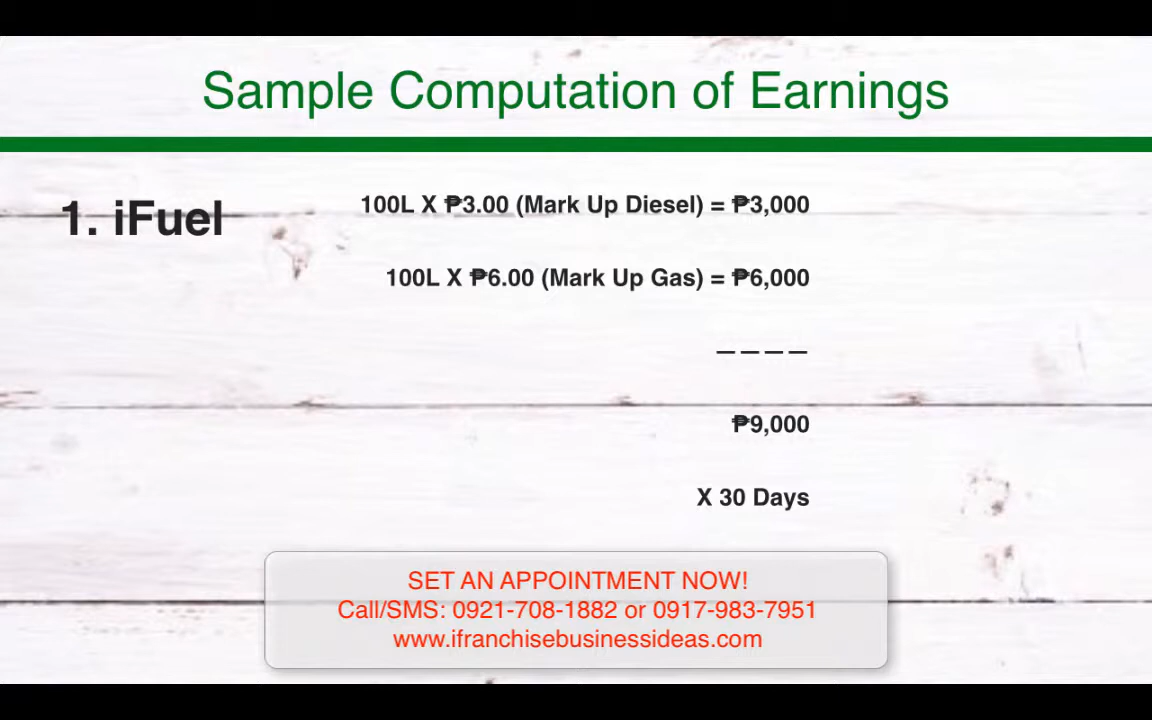 Sample Computation of Earnings
1. iFuel
100L X ₱3.00 (Mark Up Diesel) = ₱3,000
100L X ₱6.00 (Mark Up Gas) = ₱6,000
————
₱9,000
X 30 Days
SET AN APPOINTMENT NOW!
Call/SMS: 0921-708-1882 or 0917-983-7951
www.ifranchisebusinessideas.com